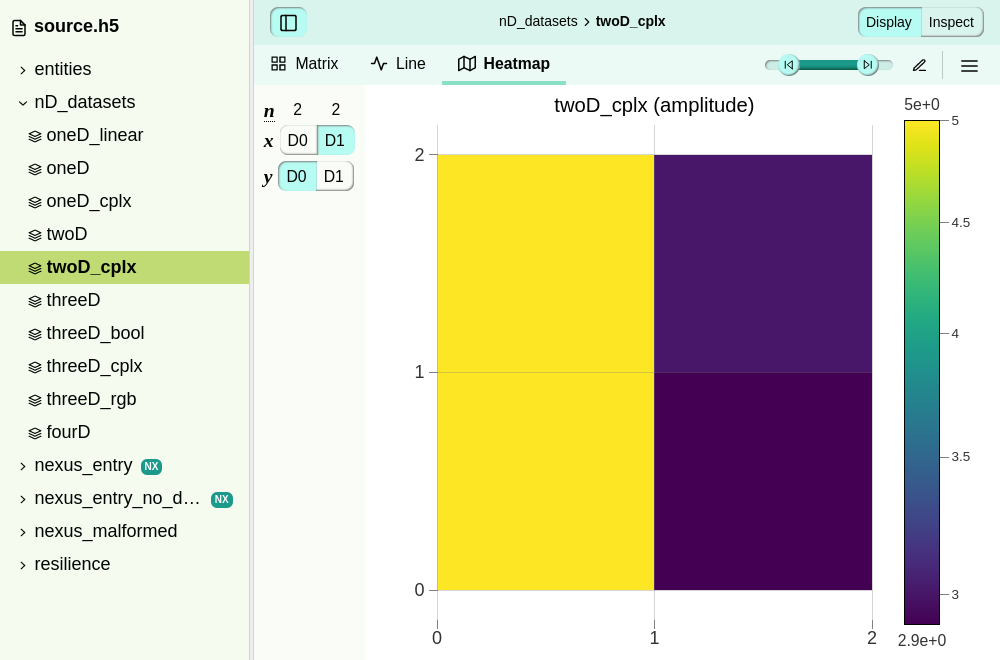 source.h5
entities
nD_datasets
oneD_linear
oneD
oneD_cplx
twoD
twoD_cplx
threeD
threeD_bool
threeD_cplx
threeD_rgb
fourD
nexus_entry NX
nexus_entry_no_d… NX
nexus_malformed
resilience
nD_datasets › twoD_cplx
Display Inspect
Matrix Line Heatmap
n 2 2
x D0 D1
y D0 D1
twoD_cplx (amplitude)
2
1
0
0 1 2
5e+0
5
4.5
4
3.5
3
2.9e+0